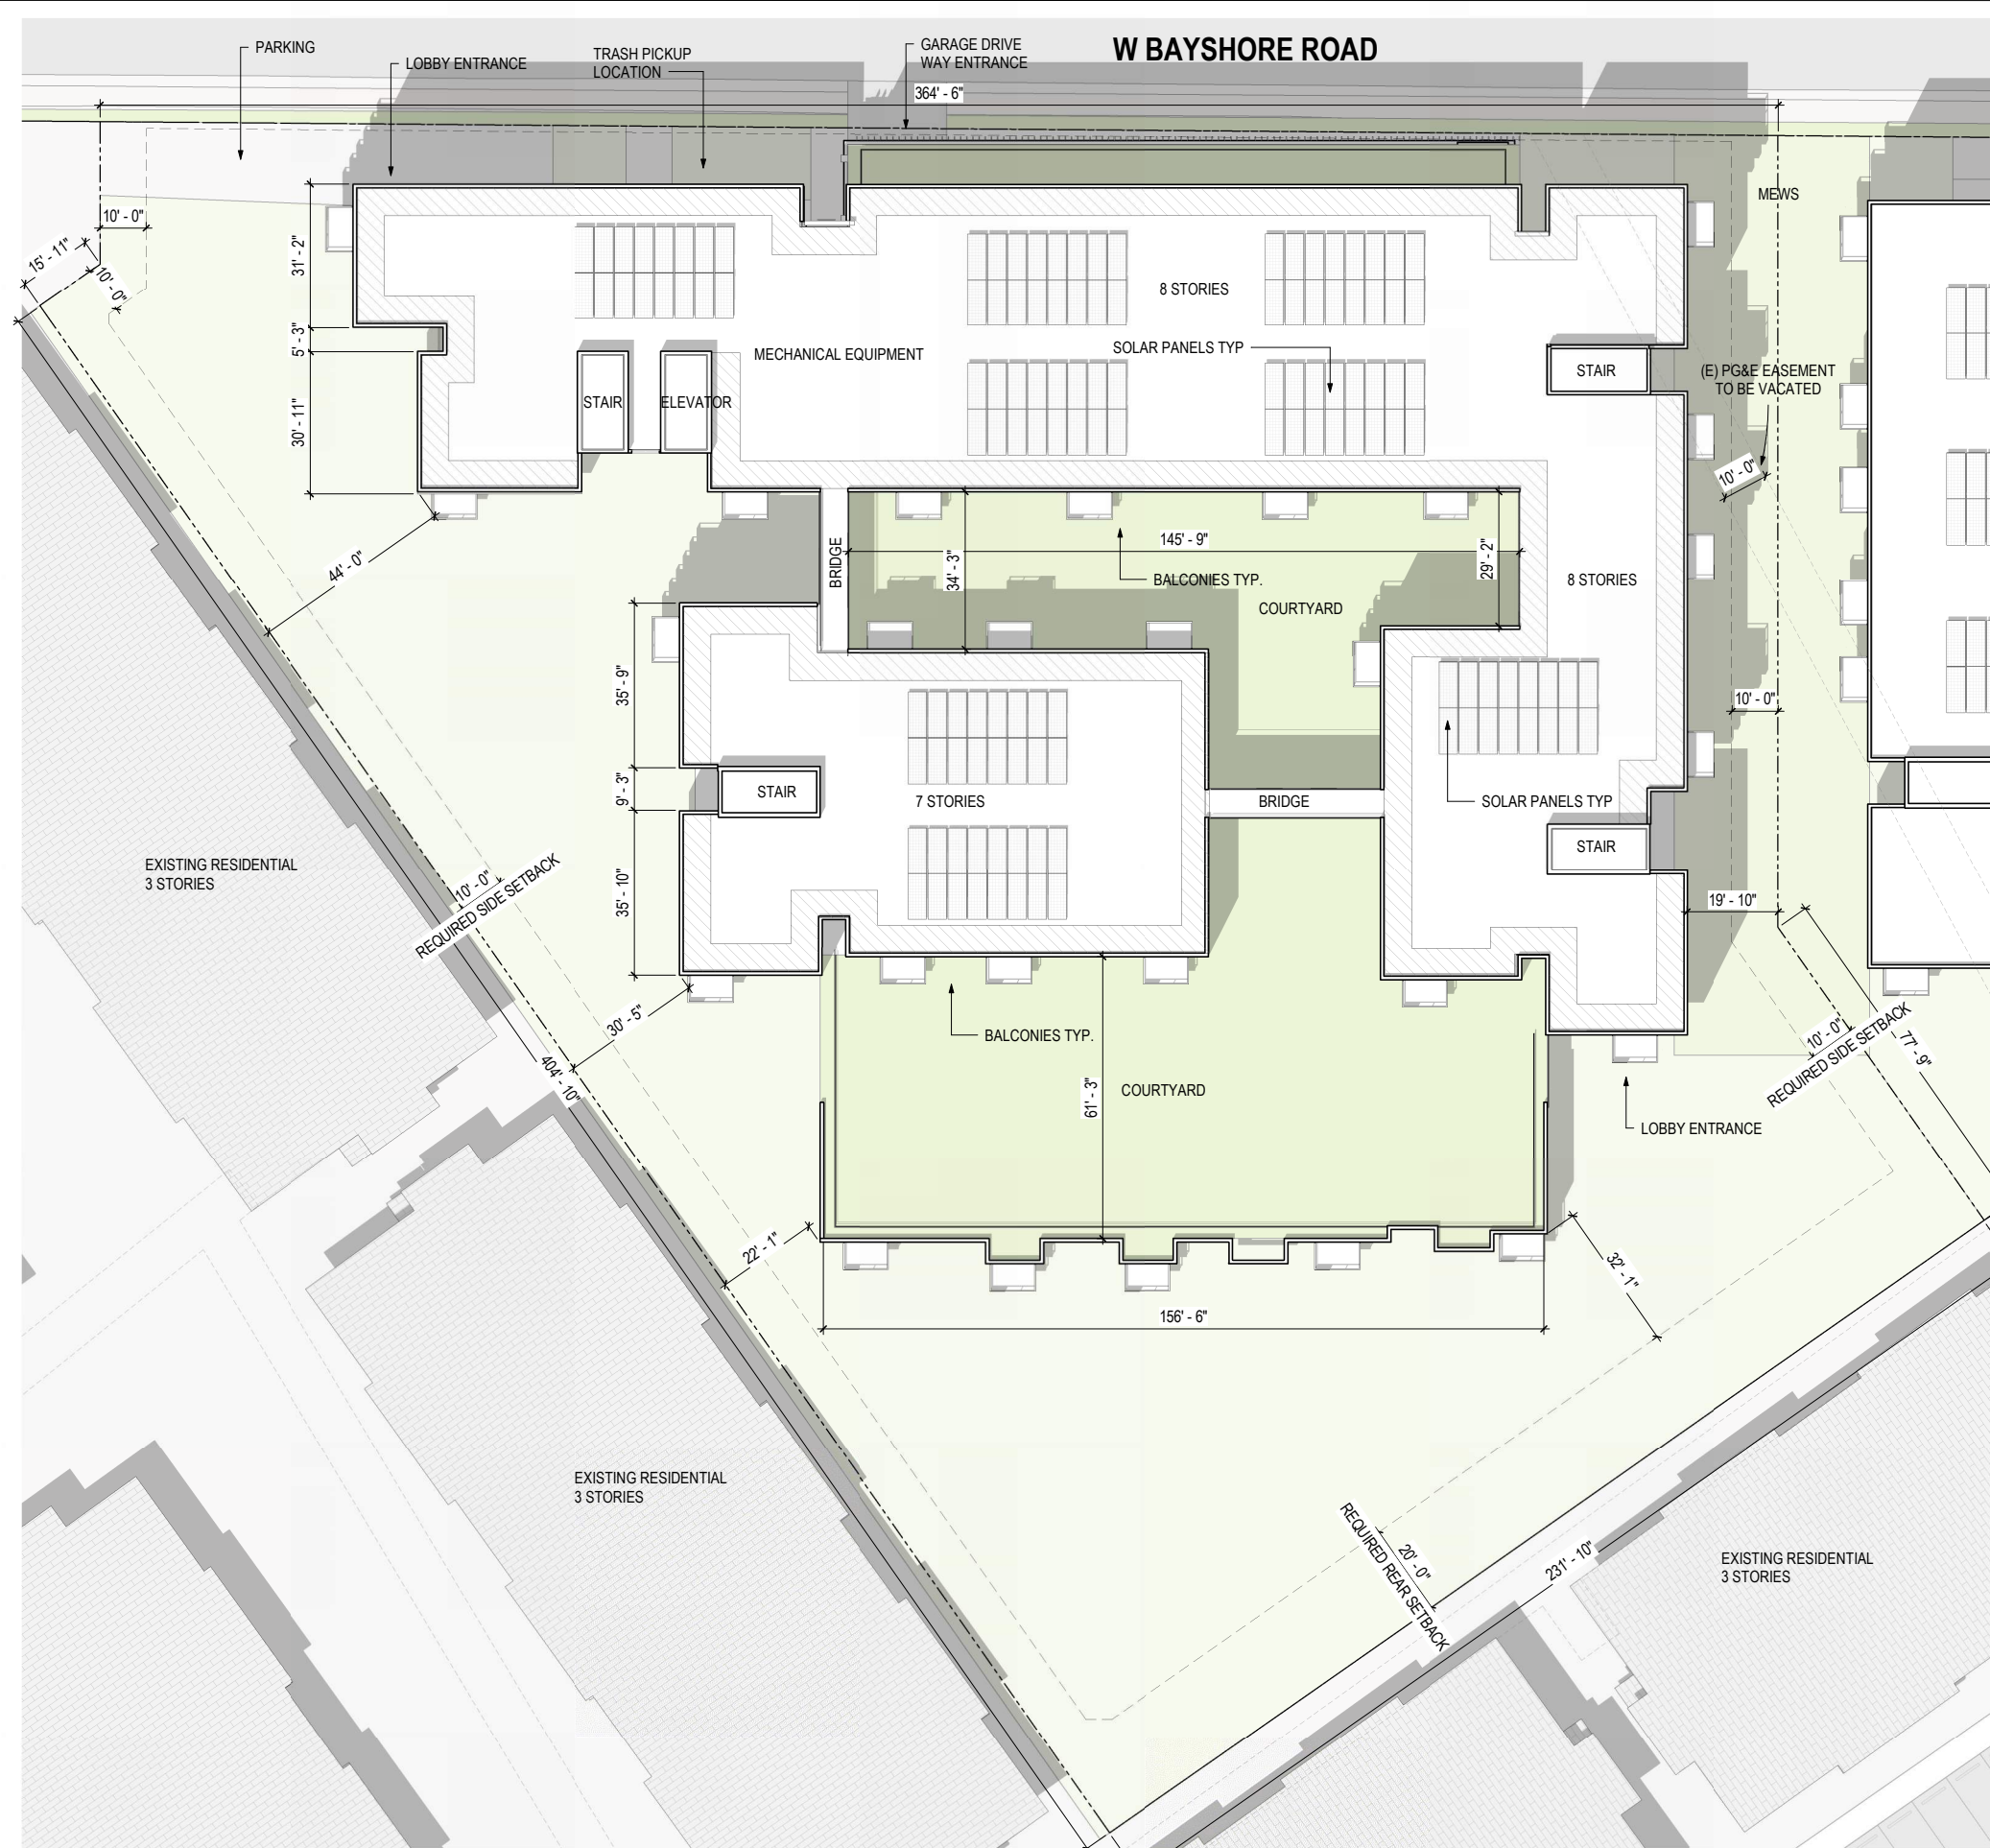 W BAYSHORE ROAD
PARKING
LOBBY ENTRANCE
TRASH PICKUP
LOCATION
GARAGE DRIVE
WAY ENTRANCE
364' - 6"
MEWS
10' - 0"
15' - 11"
10' - 0"
31' - 2"
5' - 3"
30' - 11"
8 STORIES
MECHANICAL EQUIPMENT
SOLAR PANELS TYP
STAIR
ELEVATOR
STAIR
(E) PG&E EASEMENT
TO BE VACATED
10' - 0"
44' - 0"
BRIDGE
34' - 3"
145' - 9"
29' - 2"
BALCONIES TYP.
COURTYARD
8 STORIES
35' - 9"
9' - 3"
35' - 10"
STAIR
7 STORIES
BRIDGE
SOLAR PANELS TYP
10' - 0"
STAIR
19' - 10"
EXISTING RESIDENTIAL
3 STORIES
10' - 0"
REQUIRED SIDE SETBACK
30' - 5"
404' - 10"
BALCONIES TYP.
61' - 3"
COURTYARD
10' - 0"
REQUIRED SIDE SETBACK
77' - 9"
LOBBY ENTRANCE
22' - 1"
32' - 1"
156' - 6"
EXISTING RESIDENTIAL
3 STORIES
20' - 0"
REQUIRED REAR SETBACK
231' - 10"
EXISTING RESIDENTIAL
3 STORIES